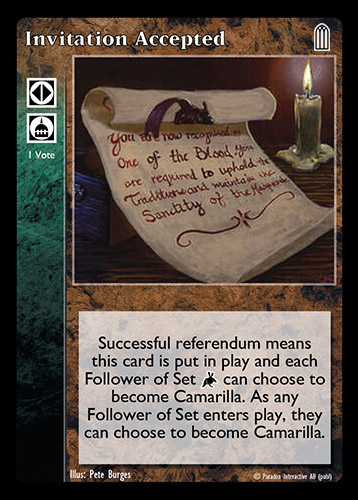 Invitation Accepted
1 Vote
You are now recognised as
One of the Blood. You
are required to uphold the
Traditions and maintain the
Sanctity of the Masquerade
Successful referendum means
this card is put in play and each
Follower of Set can choose to
become Camarilla. As any
Follower of Set enters play, they
can choose to become Camarilla.
Illus: Pete Burges
© Paradox Interactive AB (publ)